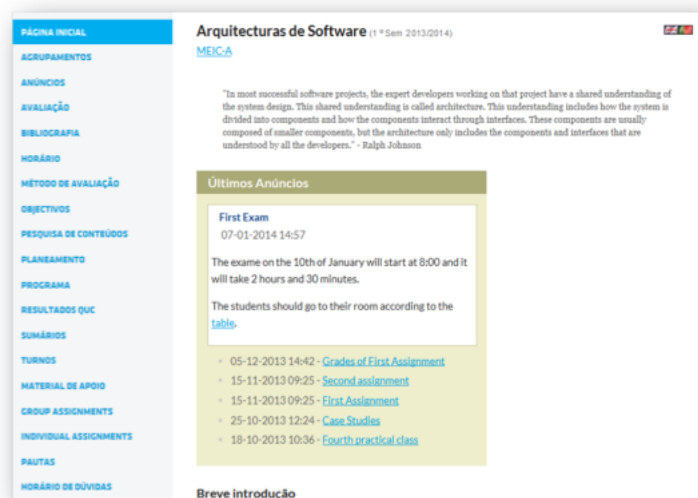 PÁGINA INICIAL
AGRUPAMENTOS
ANÚNCIOS
AVALIAÇÃO
BIBLIOGRAFIA
HORÁRIO
MÉTODO DE AVALIAÇÃO
OBJECTIVOS
PESQUISA DE CONTEÚDOS
PLANEAMENTO
PROGRAMA
RESULTADOS QUC
SUMÁRIOS
TURNOS
MATERIAL DE APOIO
GROUP ASSIGNMENTS
INDIVIDUAL ASSIGNMENTS
PAUTAS
HORÁRIO DE DÚVIDAS
Arquitecturas de Software (1 º Sem 2013/2014)
MEIC-A
"In most successful software projects, the expert developers working on that project have a shared understanding of
the system design. This shared understanding is called architecture. This understanding includes how the system is
divided into components and how the components interact through interfaces. These components are usually
composed of smaller components, but the architecture only includes the components and interfaces that are
understood by all the developers." - Ralph Johnson
Últimos Anúncios
First Exam
07-01-2014 14:57
The exame on the 10th of January will start at 8:00 and it
will take 2 hours and 30 minutes.
The students should go to their room according to the
table.
05-12-2013 14:42 - Grades of First Assignment
15-11-2013 09:25 - Second assignment
15-11-2013 09:25 - First Assignment
25-10-2013 12:24 - Case Studies
18-10-2013 10:36 - Fourth practical class
Breve introdução